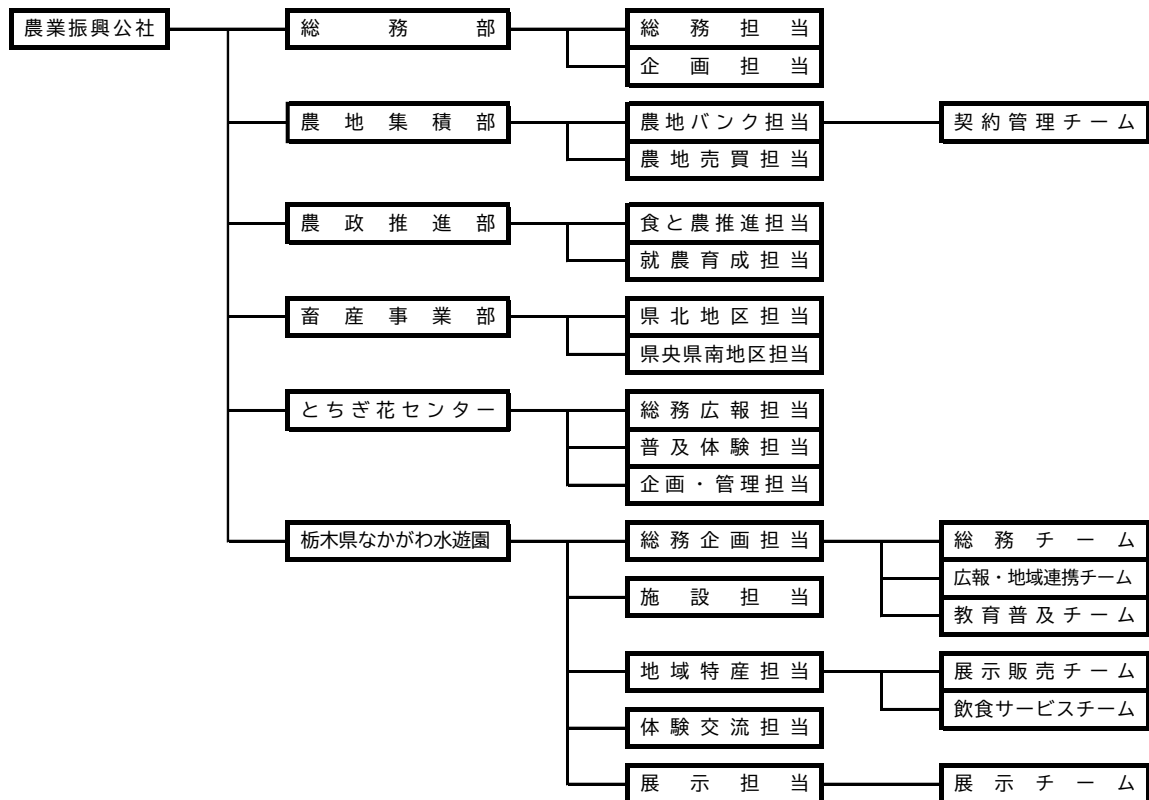 農業振興公社
総務部
総務担当
企画担当
農地集積部
農地バンク担当
契約管理チーム
農地売買担当
農政推進部
食と農推進担当
就農育成担当
畜産事業部
県北地区担当
県央県南地区担当
とちぎ花センター
総務広報担当
普及体験担当
企画・管理担当
栃木県なかがわ水遊園
総務企画担当
総務チーム
広報・地域連携チーム
教育普及チーム
施設担当
地域特産担当
展示販売チーム
飲食サービスチーム
体験交流担当
展示担当
展示チーム